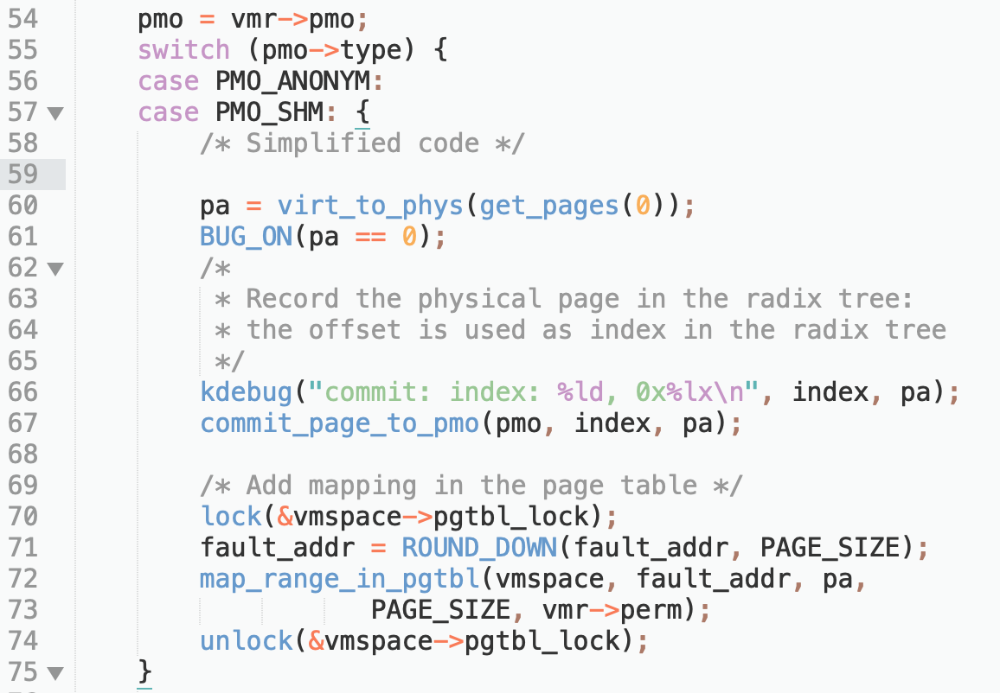 54 pmo = vmr->pmo;
55 switch (pmo->type) {
56 case PMO_ANONYM:
57 case PMO_SHM: {
58 /* Simplified code */
59
60 pa = virt_to_phys(get_pages(0));
61 BUG_ON(pa == 0);
62 /*
63 * Record the physical page in the radix tree:
64 * the offset is used as index in the radix tree
65 */
66 kdebug("commit: index: %ld, 0x%lx\n", index, pa);
67 commit_page_to_pmo(pmo, index, pa);
68
69 /* Add mapping in the page table */
70 lock(&vmspace->pgtbl_lock);
71 fault_addr = ROUND_DOWN(fault_addr, PAGE_SIZE);
72 map_range_in_pgtbl(vmspace, fault_addr, pa,
73 PAGE_SIZE, vmr->perm);
74 unlock(&vmspace->pgtbl_lock);
75 }